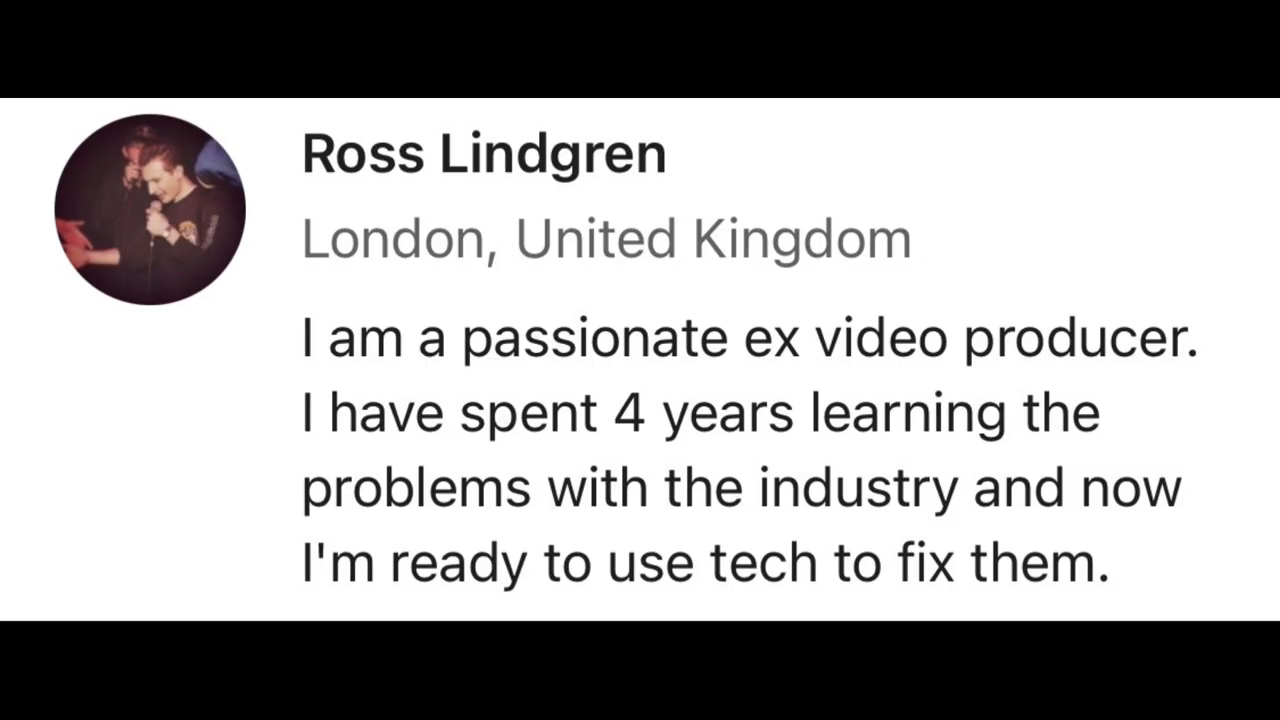 Ross Lindgren
London, United Kingdom
I am a passionate ex video producer.
I have spent 4 years learning the
problems with the industry and now
I'm ready to use tech to fix them.